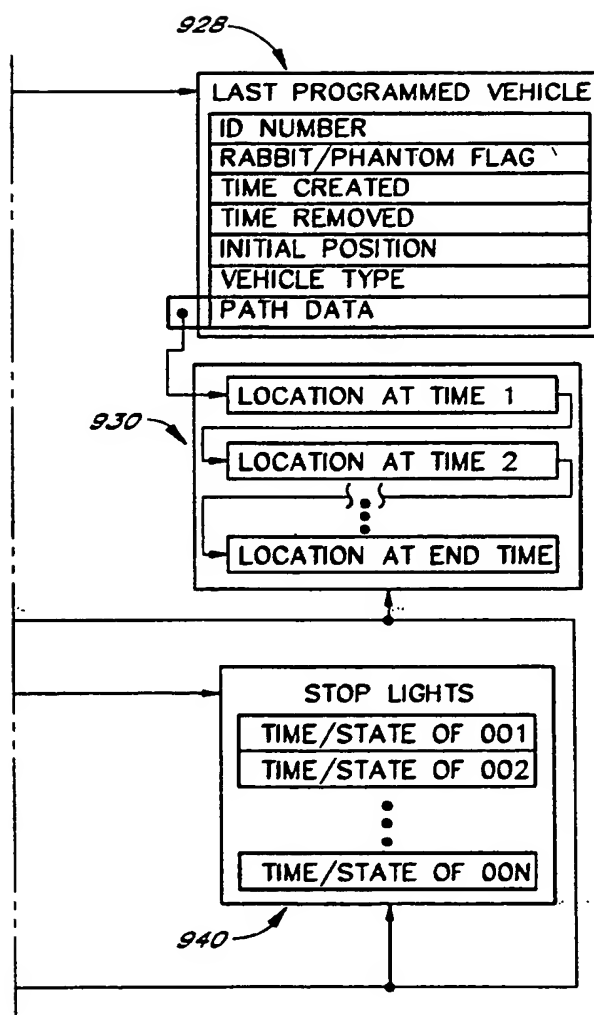 928
LAST PROGRAMMED VEHICLE
ID NUMBER
RABBIT/PHANTOM FLAG
TIME CREATED
TIME REMOVED
INITIAL POSITION
VEHICLE TYPE
PATH DATA
930
LOCATION AT TIME 1
LOCATION AT TIME 2
LOCATION AT END TIME
STOP LIGHTS
TIME/STATE OF 001
TIME/STATE OF 002
TIME/STATE OF 00N
940